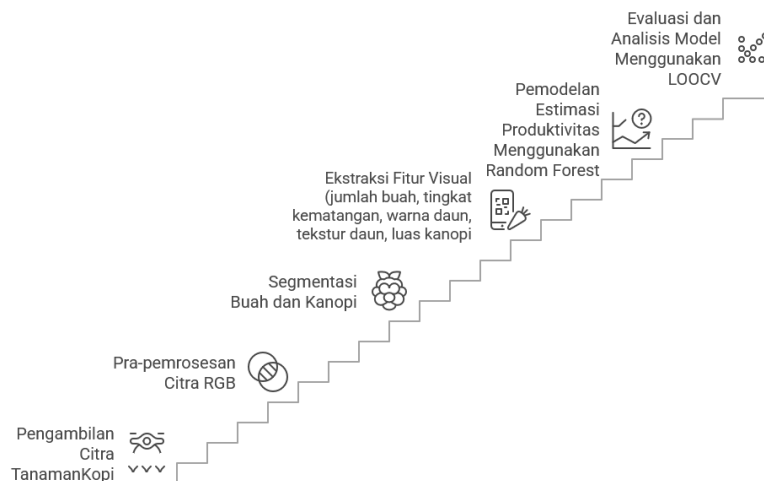 Evaluasi dan
Analisis Model
Menggunakan
LOOCV
Pemodelan
Estimasi
Produktivitas
Menggunakan
Random Forest
Ekstraksi Fitur Visual
(jumlah buah, tingkat
kematangan, warna daun,
tekstur daun, luas kanopi
Segmentasi
Buah dan Kanopi
Pra-pemrosesan
Citra RGB
Pengambilan
Citra
TanamanKopi